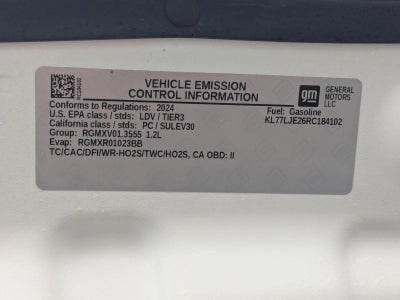 VEHICLE EMISSION
CONTROL INFORMATION
gm
GENERAL
MOTORS
LLC
Conforms to Regulations: 2024
Fuel: Gasoline
U.S. EPA class / stds: LDV / TIER3
KL77LJE26RC184102
California class / stds: PC / SULEV30
Group: RGMXV01.3555 1.2L
Evap: RGMXR01023BB
TC/CAC/DFI/WR-HO2S/TWC/HO2S, CA OBD: II